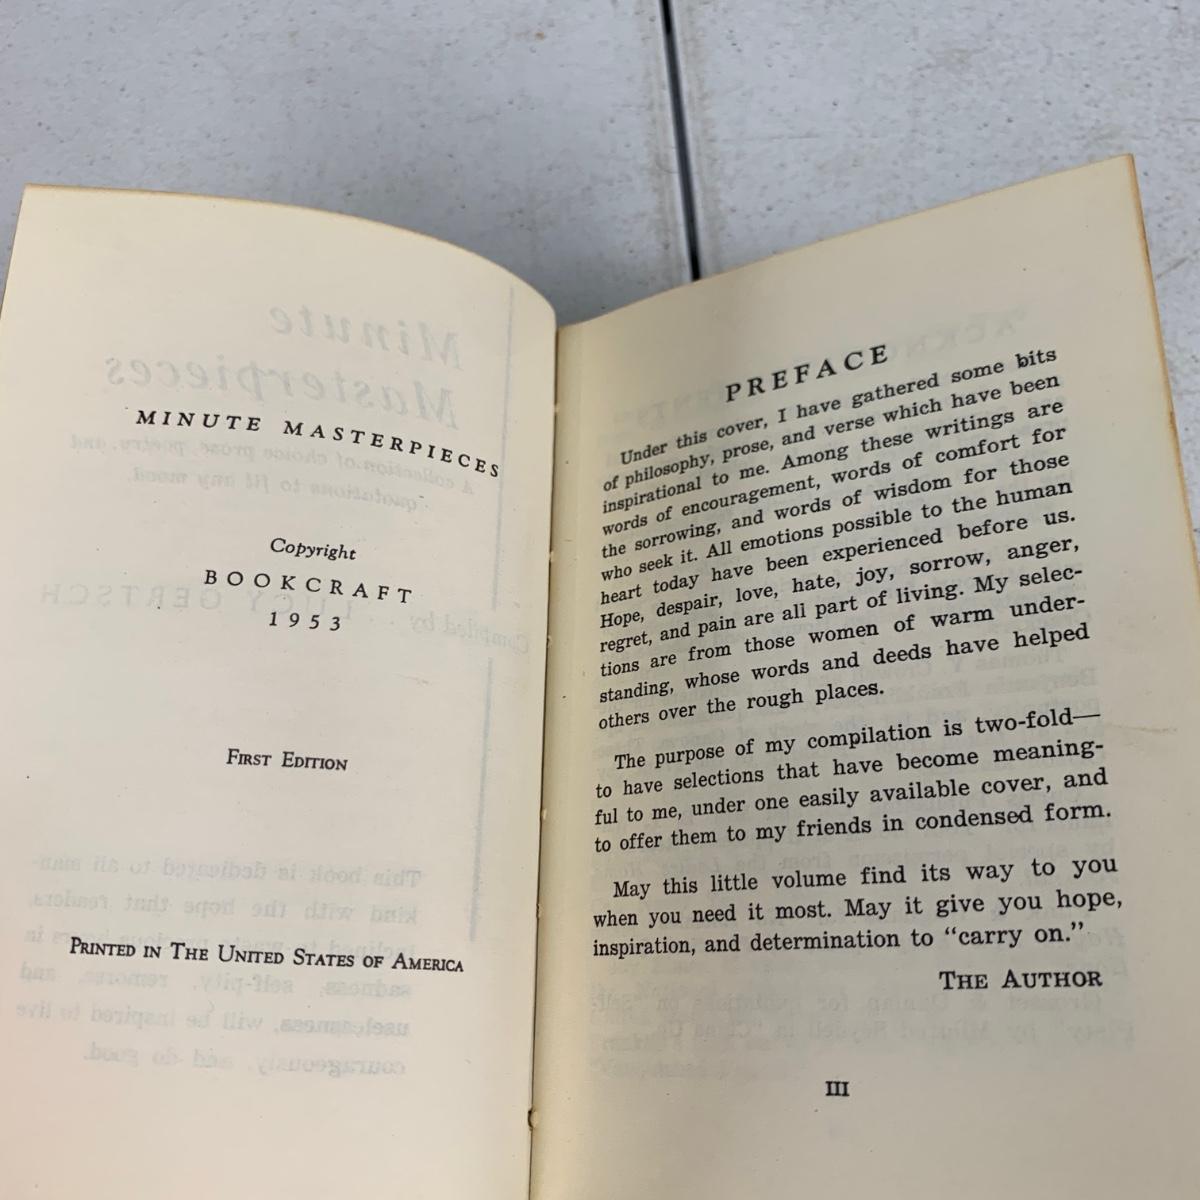 MINUTE MASTERPIECES
Copyright
BOOKCRAFT
1953
FIRST EDITION
PRINTED IN THE UNITED STATES OF AMERICA
PREFACE
Under this cover, I have gathered some bits
of philosophy, prose, and verse which have been
inspirational to me. Among these writings are
words of encouragement, words of comfort for
the sorrowing, and words of wisdom for those
who seek it. All emotions possible to the human
heart today have been experienced before us.
Hope, despair, love, hate, joy, sorrow, anger,
regret, and pain are all part of living. My selec-
tions are from those women of warm under-
standing, whose words and deeds have helped
others over the rough places.
The purpose of my compilation is two-fold—
to have selections that have become meaning-
ful to me, under one easily available cover, and
to offer them to my friends in condensed form.
May this little volume find its way to you
when you need it most. May it give you hope,
inspiration, and determination to “carry on.”
THE AUTHOR
III